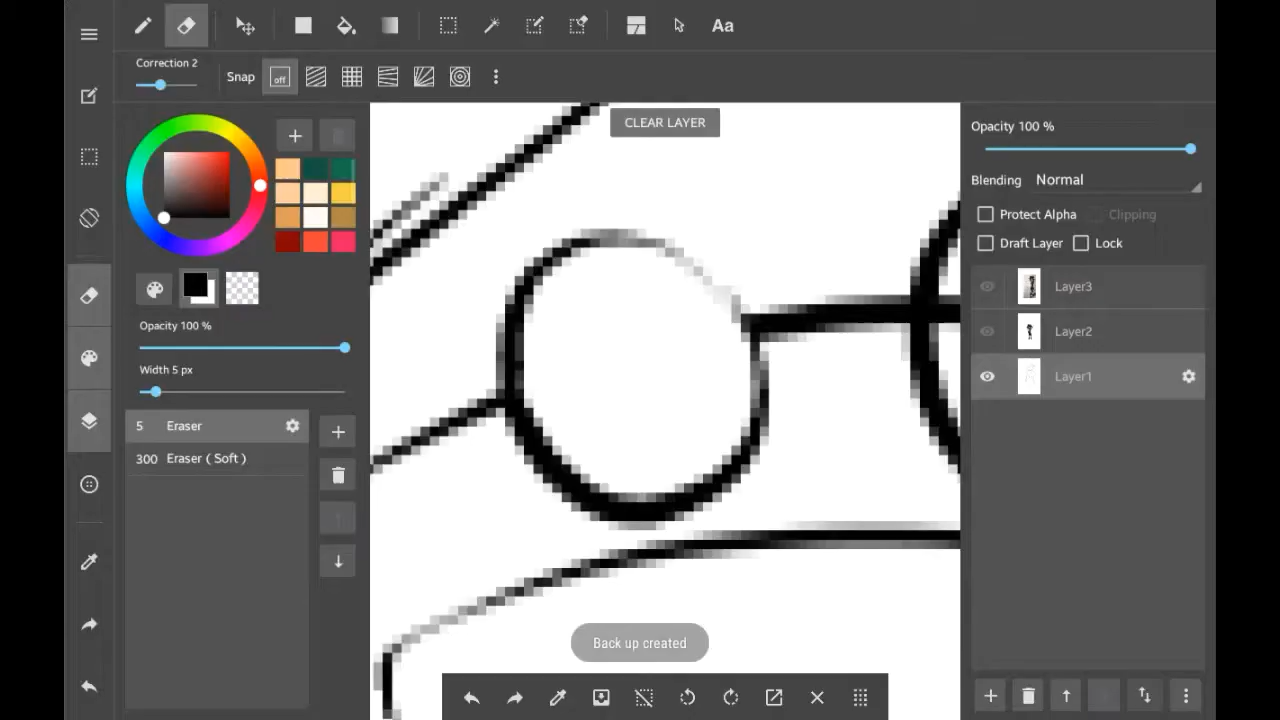 Aa
Correction 2
Snap
off
CLEAR LAYER
Opacity 100 %
Blending Normal
Protect Alpha
Clipping
Draft Layer
Lock
Layer3
Layer2
Layer1
Opacity 100 %
Width 5 px
5 Eraser
300 Eraser ( Soft )
Back up created